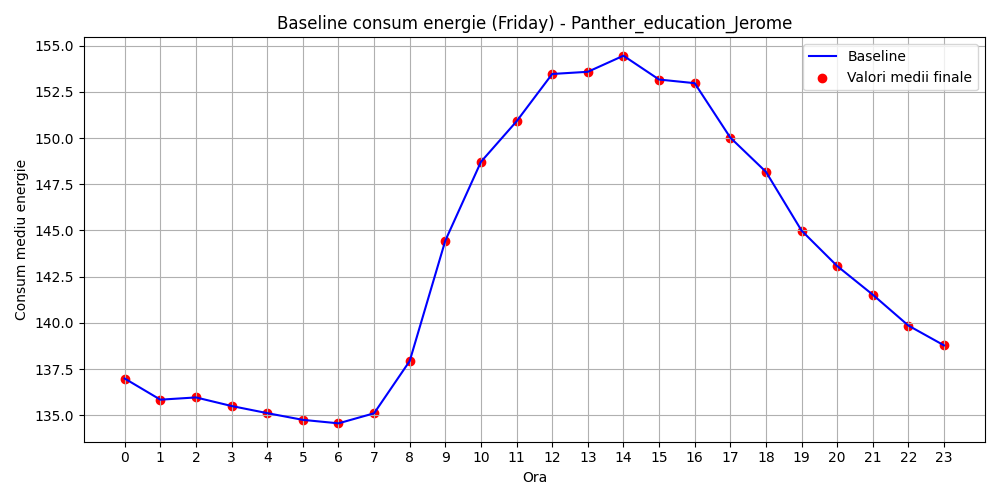 Baseline consum energie (Friday) - Panther_education_Jerome
Baseline
Valori medii finale
Consum mediu energie
155.0
152.5
150.0
147.5
145.0
142.5
140.0
137.5
135.0
0 1 2 3 4 5 6 7 8 9 10 11 12 13 14 15 16 17 18 19 20 21 22 23
Ora